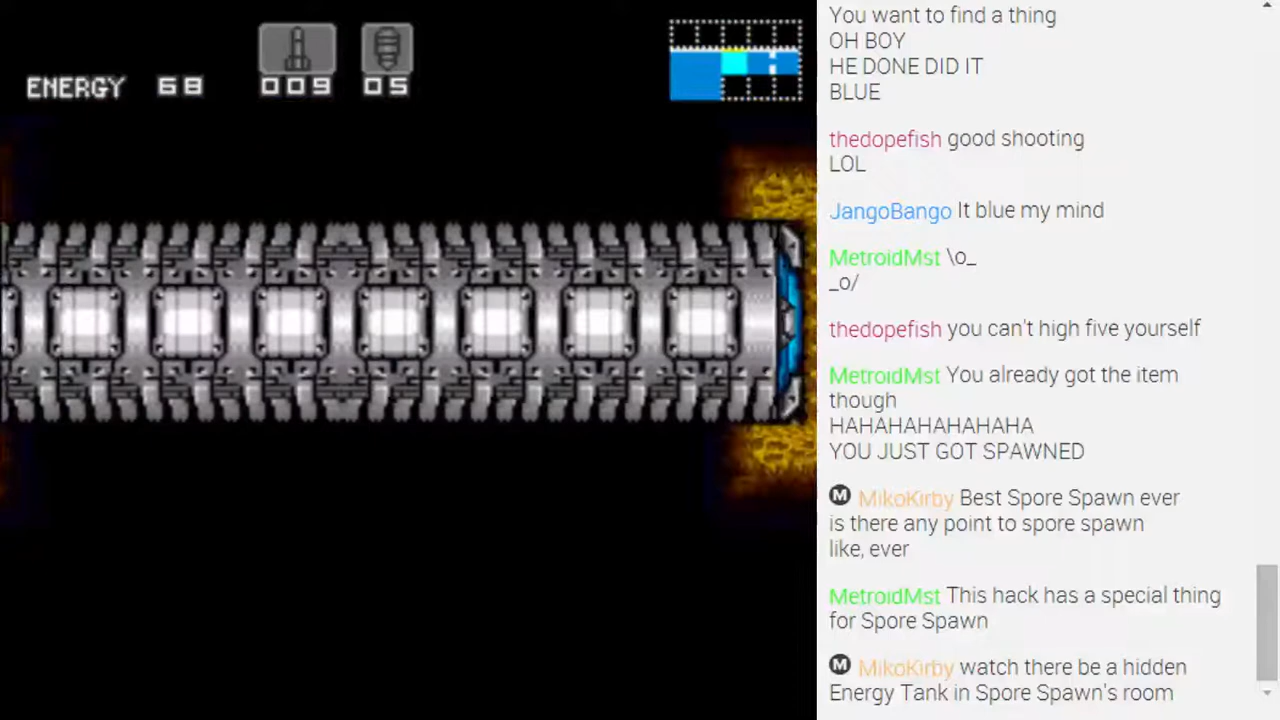 ENERGY 68 009 05
You want to find a thing
OH BOY
HE DONE DID IT
BLUE
thedopefish good shooting
LOL
JangoBango It blue my mind
MetroidMst \o_
_o/
thedopefish you can't high five yourself
MetroidMst You already got the item
though
HAHAHAHAHAHAHA
YOU JUST GOT SPAWNED
M MikoKirby Best Spore Spawn ever
is there any point to spore spawn
like, ever
MetroidMst This hack has a special thing
for Spore Spawn
M MikoKirby watch there be a hidden
Energy Tank in Spore Spawn's room